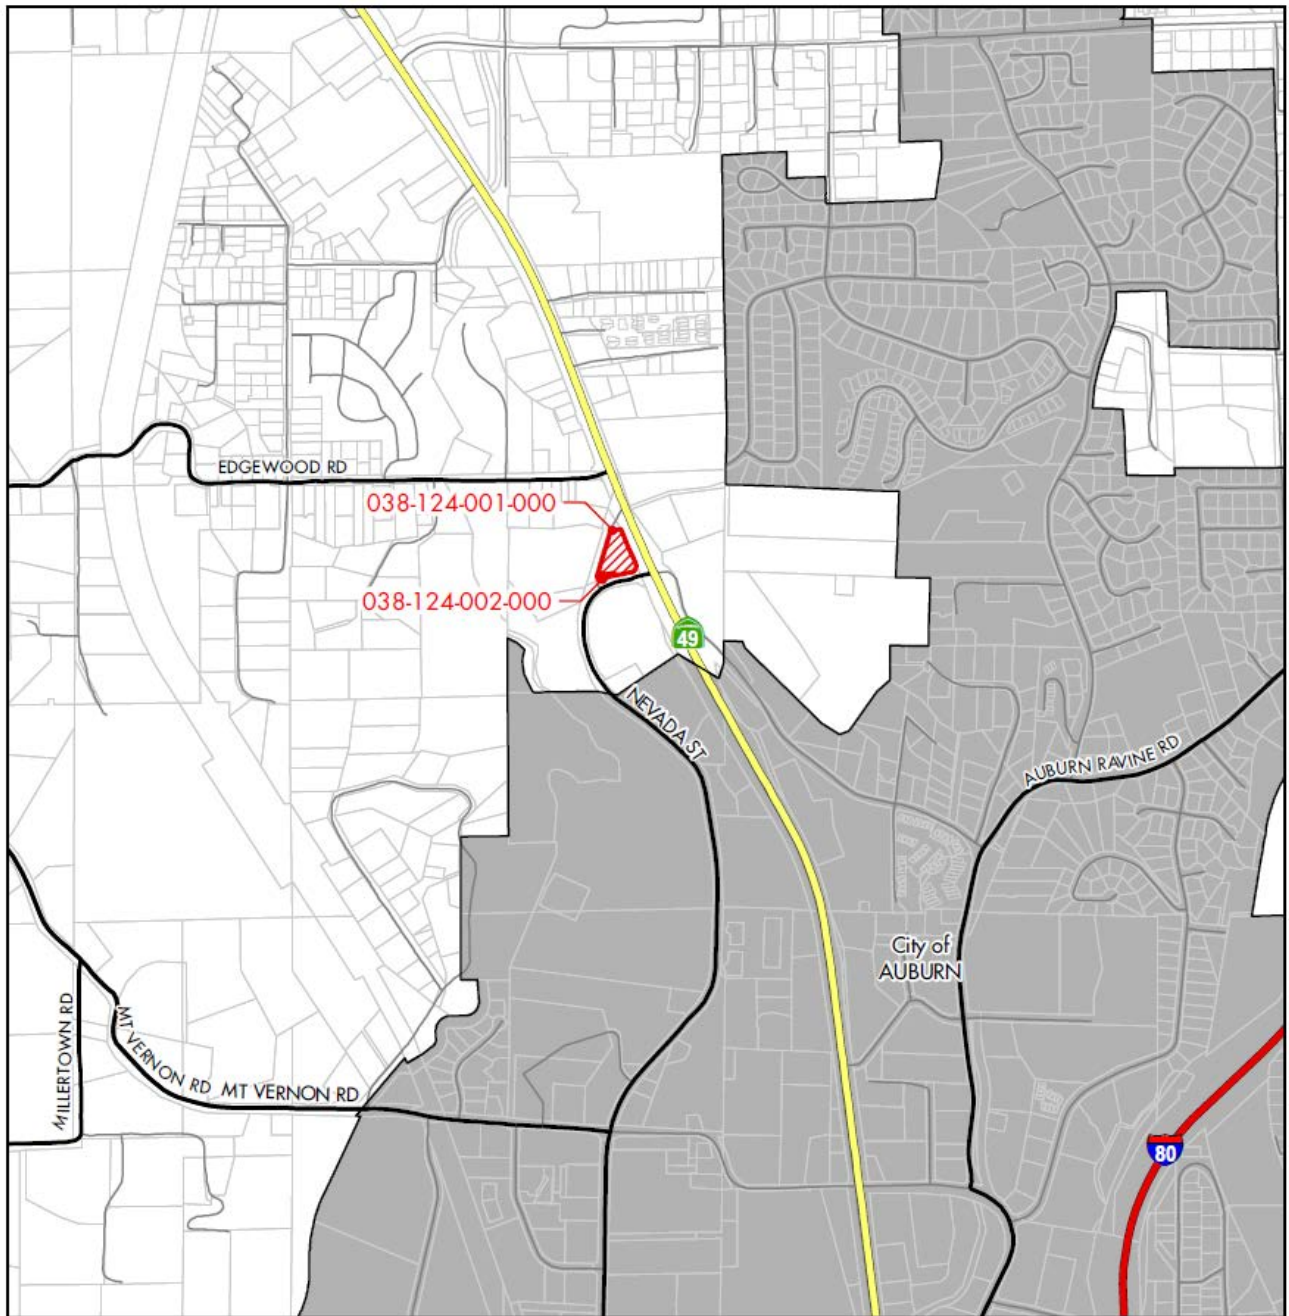 EDGEWOOD RD
038-124-001-000
038-124-002-000
49
NEVADA ST
AUBURN RAVINE RD
City of
AUBURN
MILLERTOWN RD
MT VERNON RD
MT VERNON RD
80